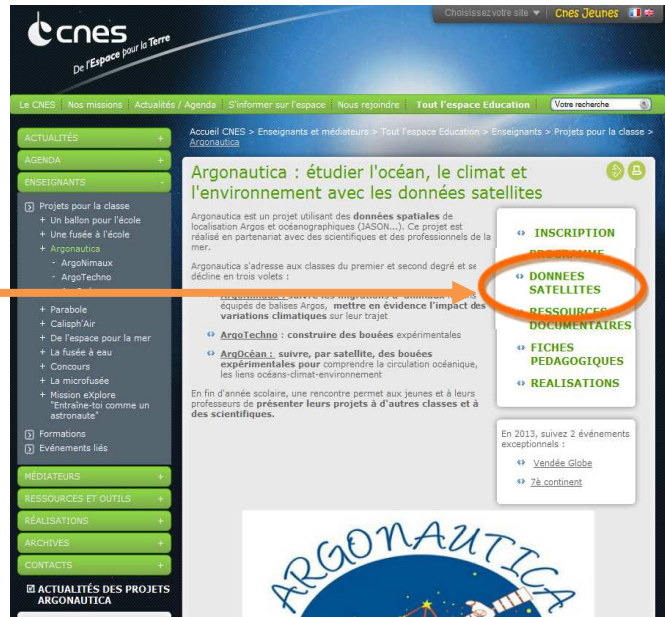 Choisissez votre site
Cnes Jeunes
cnes
De l'Espace pour la Terre
Le CNES
Nos missions
Actualités / Agenda
S'informer sur l'espace
Nous rejoindre
Tout l'espace Education
Votre recherche
ACTUALITÉS +
AGENDA +
ENSEIGNANTS -
Projets pour la classe
+ Un ballon pour l'école
+ Une fusée à l'école
+ Argonautica
- ArgoNimaux
- ArgoTechno
+ Parabole
+ Calisph'Air
+ De l'espace pour la mer
+ La fusée à eau
+ Concours
+ La microfusée
+ Mission eXplore
"Entraîne-toi comme un
astronaute"
Formations
Evénements liés
MÉDIATEURS +
RESSOURCES ET OUTILS +
RÉALISATIONS +
ARCHIVES +
CONTACTS +
ACTUALITÉS DES PROJETS
ARGONAUTICA
Accueil CNES > Enseignants et médiateurs > Tout l'espace Education > Enseignants > Projets pour la classe >
Argonautica
Argonautica : étudier l'océan, le climat et
l'environnement avec les données satellites
Argonautica est un projet utilisant des données spatiales de
localisation Argos et océanographiques (JASON...). Ce projet est
réalisé en partenariat avec des scientifiques et des professionnels de la
mer.
Argonautica s'adresse aux classes du premier et second degré et se
décline en trois volets :
équipés de balises Argos, mettre en évidence l'impact des
variations climatiques sur leur trajet
ArgoTechno : construire des bouées expérimentales
ArgOcéan : suivre, par satellite, des bouées
expérimentales pour comprendre la circulation océanique,
les liens océans-climat-environnement
En fin d'année scolaire, une rencontre permet aux jeunes et à leurs
professeurs de présenter leurs projets à d'autres classes et à
des scientifiques.
INSCRIPTION
PROGRAMME
DONNEES
SATELLITES
RESSOURCES
DOCUMENTAIRES
FICHES
PEDAGOGIQUES
REALISATIONS
En 2013, suivez 2 événements
exceptionnels :
Vendée Globe
7è continent
ARGONAUTICA